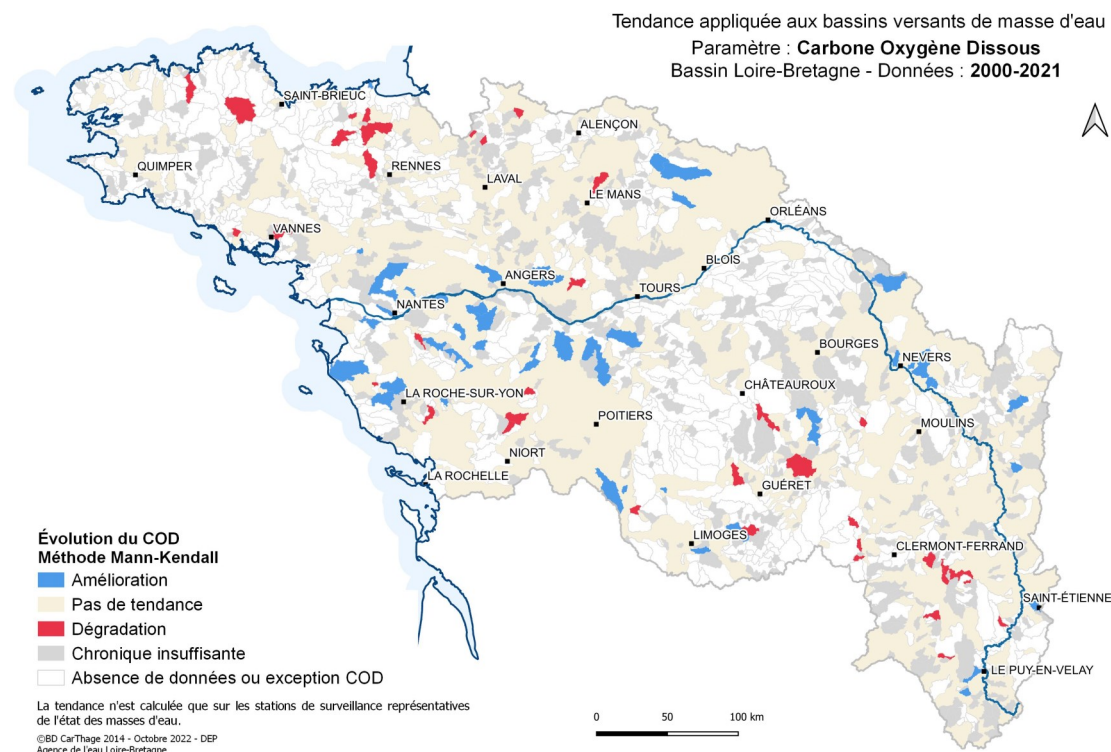 Tendance appliquée aux bassins versants de masse d'eau
Paramètre : Carbone Oxygène Dissous
Bassin Loire-Bretagne - Données : 2000-2021
SAINT-BRIEUC
ALENÇON
QUIMPER
RENNES
LAVAL
LE MANS
ORLÉANS
VANNES
BLOIS
ANGERS
TOURS
NANTES
BOURGES
NEVERS
CHÂTEAUROUX
LA ROCHE-SUR-YON
POITIERS
MOULINS
NIORT
LA ROCHELLE
GUÉRET
LIMOGES
CLERMONT-FERRAND
SAINT-ÉTIENNE
LE PUY-EN-VELAY
Évolution du COD
Méthode Mann-Kendall
Amélioration
Pas de tendance
Dégradation
Chronique insuffisante
Absence de données ou exception COD
La tendance n'est calculée que sur les stations de surveillance représentatives
de l'état des masses d'eau.
©BD CarThage 2014 - Octobre 2022 - DEP
Agence de l'eau Loire-Bretagne
0 50 100 km